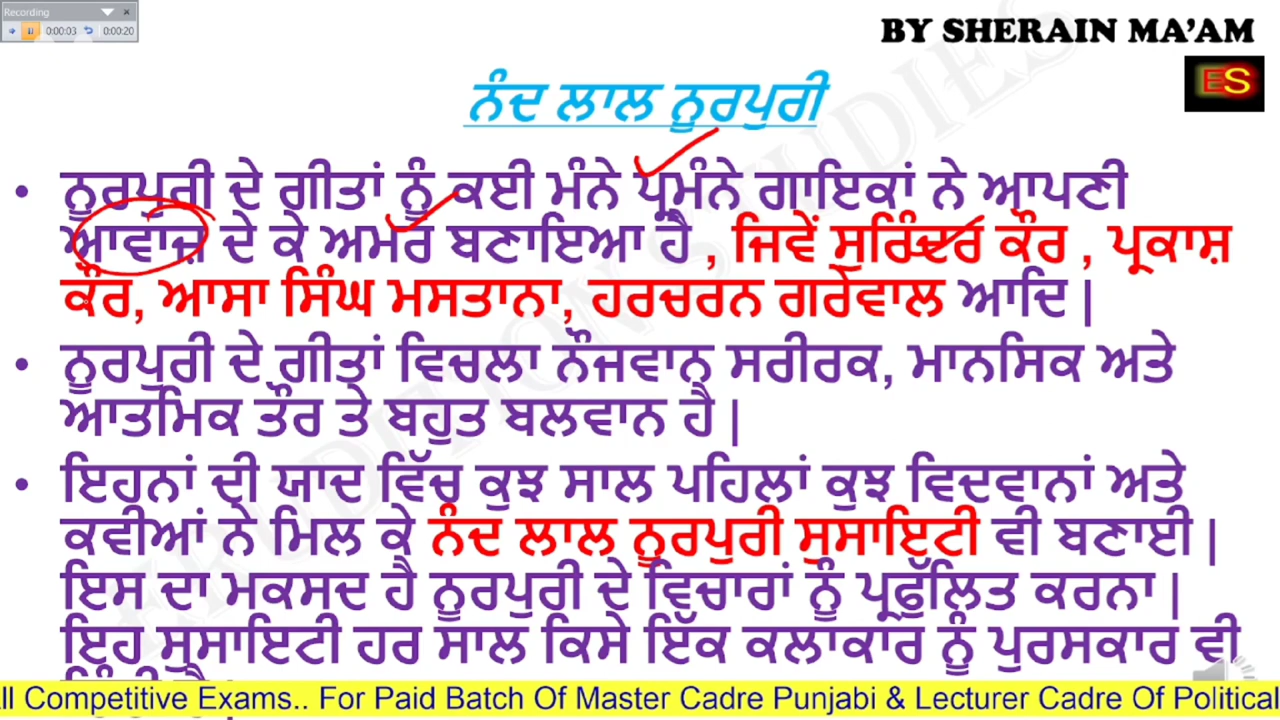 Recording
0:00:03 0:00:20
BY SHERAIN MA’AM
ES
ਨੰਦ ਲਾਲ ਨੂਰਪੁਰੀ
• ਨੂਰਪੁਰੀ ਦੇ ਗੀਤਾਂ ਨੂੰ ਕਈ ਮੰਨੇ ਪ੍ਰਮੰਨੇ ਗਾਇਕਾਂ ਨੇ ਆਪਣੀ
ਆਵਾਜ਼ ਦੇ ਕੇ ਅਮਰ ਬਣਾਇਆ ਹੈ , ਜਿਵੇਂ ਸੁਰਿੰਦਰ ਕੌਰ , ਪ੍ਰਕਾਸ਼
ਕੌਰ, ਆਸਾ ਸਿੰਘ ਮਸਤਾਨਾ, ਹਰਚਰਨ ਗਰੇਵਾਲ ਆਦਿ |
• ਨੂਰਪੁਰੀ ਦੇ ਗੀਤਾਂ ਵਿਚਲਾ ਨੌਜਵਾਨ ਸਰੀਰਕ, ਮਾਨਸਿਕ ਅਤੇ
ਆਤਮਿਕ ਤੌਰ ਤੇ ਬਹੁਤ ਬਲਵਾਨ ਹੈ |
• ਇਹਨਾਂ ਦੀ ਯਾਦ ਵਿੱਚ ਕੁਝ ਸਾਲ ਪਹਿਲਾਂ ਕੁਝ ਵਿਦਵਾਨਾਂ ਅਤੇ
ਕਵੀਆਂ ਨੇ ਮਿਲ ਕੇ ਨੰਦ ਲਾਲ ਨੂਰਪੁਰੀ ਸੁਸਾਇਟੀ ਵੀ ਬਣਾਈ |
ਇਸ ਦਾ ਮਕਸਦ ਹੈ ਨੂਰਪੁਰੀ ਦੇ ਵਿਚਾਰਾਂ ਨੂੰ ਪ੍ਰਫੁੱਲਿਤ ਕਰਨਾ |
ਇਹ ਸੁਸਾਇਟੀ ਹਰ ਸਾਲ ਕਿਸੇ ਇੱਕ ਕਲਾਕਾਰ ਨੂੰ ਪੁਰਸਕਾਰ ਵੀ
ll Competitive Exams.. For Paid Batch Of Master Cadre Punjabi & Lecturer Cadre Of Political
ERUDITION STUDIES